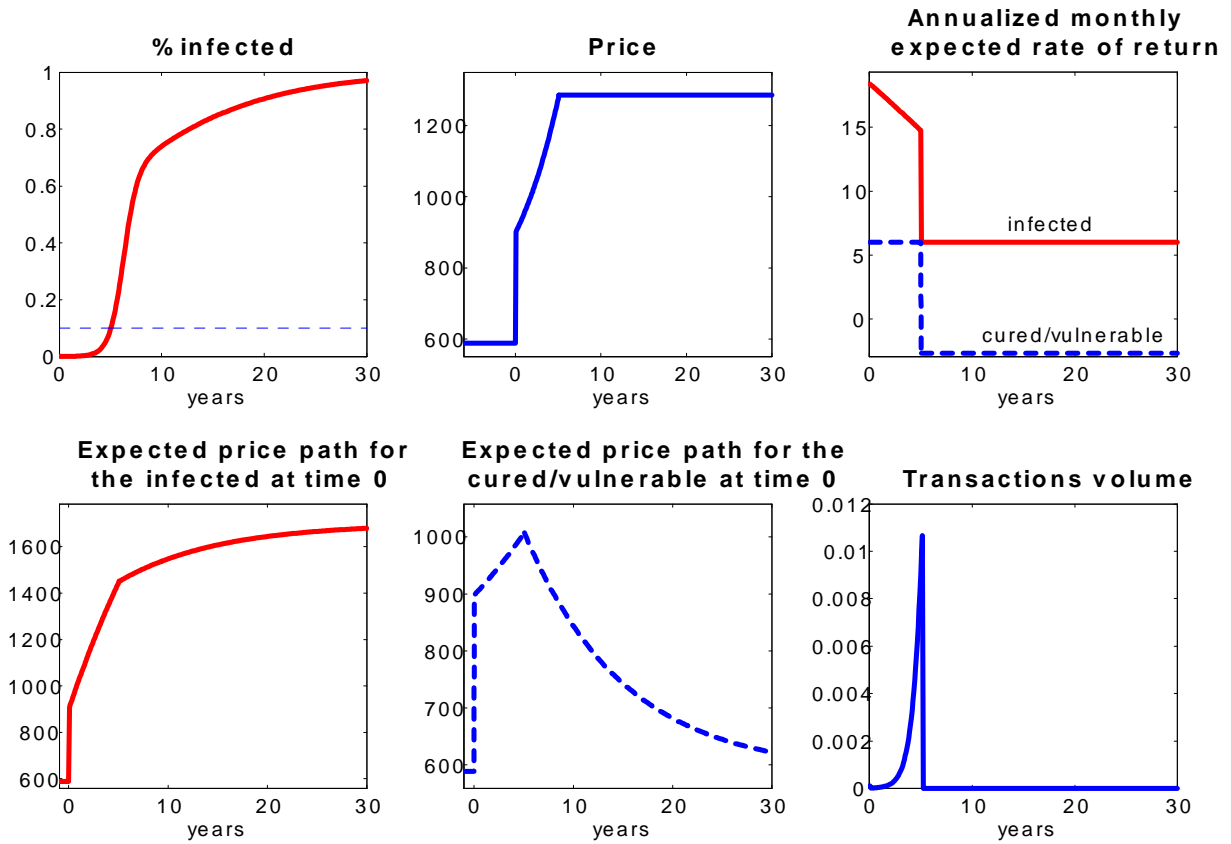 % infected
1
0.8
0.6
0.4
0.2
0
0 10 20 30
years
Price
1200
1000
800
600
0 10 20 30
years
Annualized monthly
expected rate of return
15
10
5
0
infected
cured/vulnerable
0 10 20 30
years
Expected price path for
the infected at time 0
1600
1400
1200
1000
800
600
0 10 20 30
years
Expected price path for the
cured/vulnerable at time 0
1000
900
800
700
600
0 10 20 30
years
Transactions volume
0.012
0.01
0.008
0.006
0.004
0.002
0
0 10 20 30
years